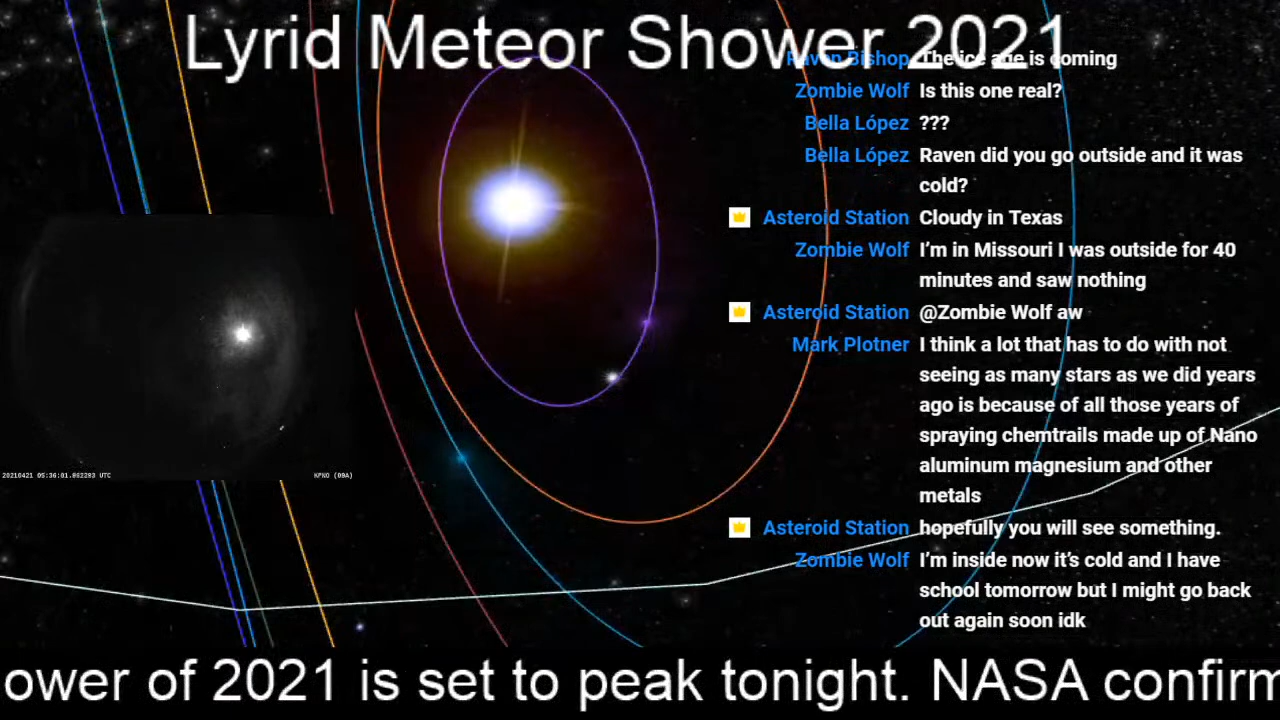 Lyrid Meteor Shower 2021
Raven Bishop The ice age is coming
Zombie Wolf Is this one real?
Bella López ???
Bella López Raven did you go outside and it was
cold?
Asteroid Station Cloudy in Texas
Zombie Wolf I'm in Missouri I was outside for 40
minutes and saw nothing
Asteroid Station @Zombie Wolf aw
Mark Plotner I think a lot that has to do with not
seeing as many stars as we did years
ago is because of all those years of
spraying chemtrails made up of Nano
aluminum magnesium and other
metals
Asteroid Station hopefully you will see something.
Zombie Wolf I'm inside now it's cold and I have
school tomorrow but I might go back
out again soon idk
UTC
ower of 2021 is set to peak tonight. NASA confirm